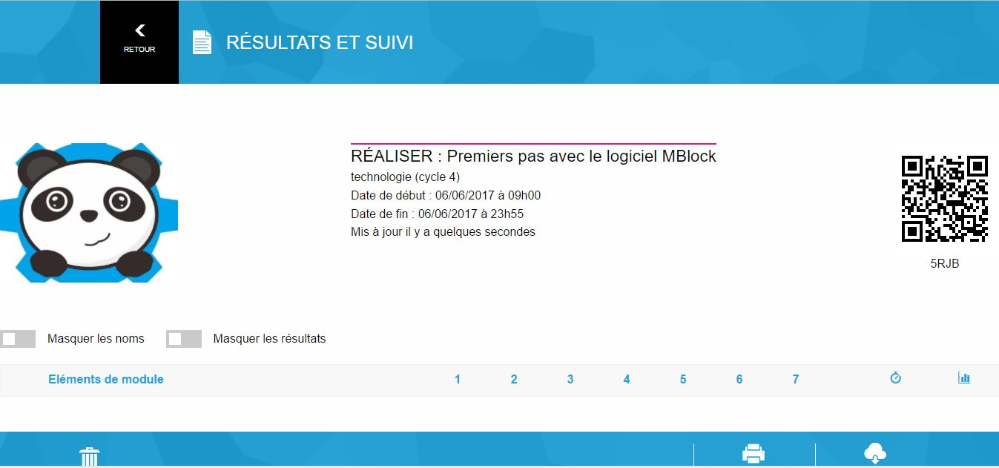 RETOUR
RÉSULTATS ET SUIVI
RÉALISER : Premiers pas avec le logiciel MBlock
technologie (cycle 4)
Date de début : 06/06/2017 à 09h00
Date de fin : 06/06/2017 à 23h55
Mis à jour il y a quelques secondes
5RJB
Masquer les noms Masquer les résultats
Eléments de module 1 2 3 4 5 6 7